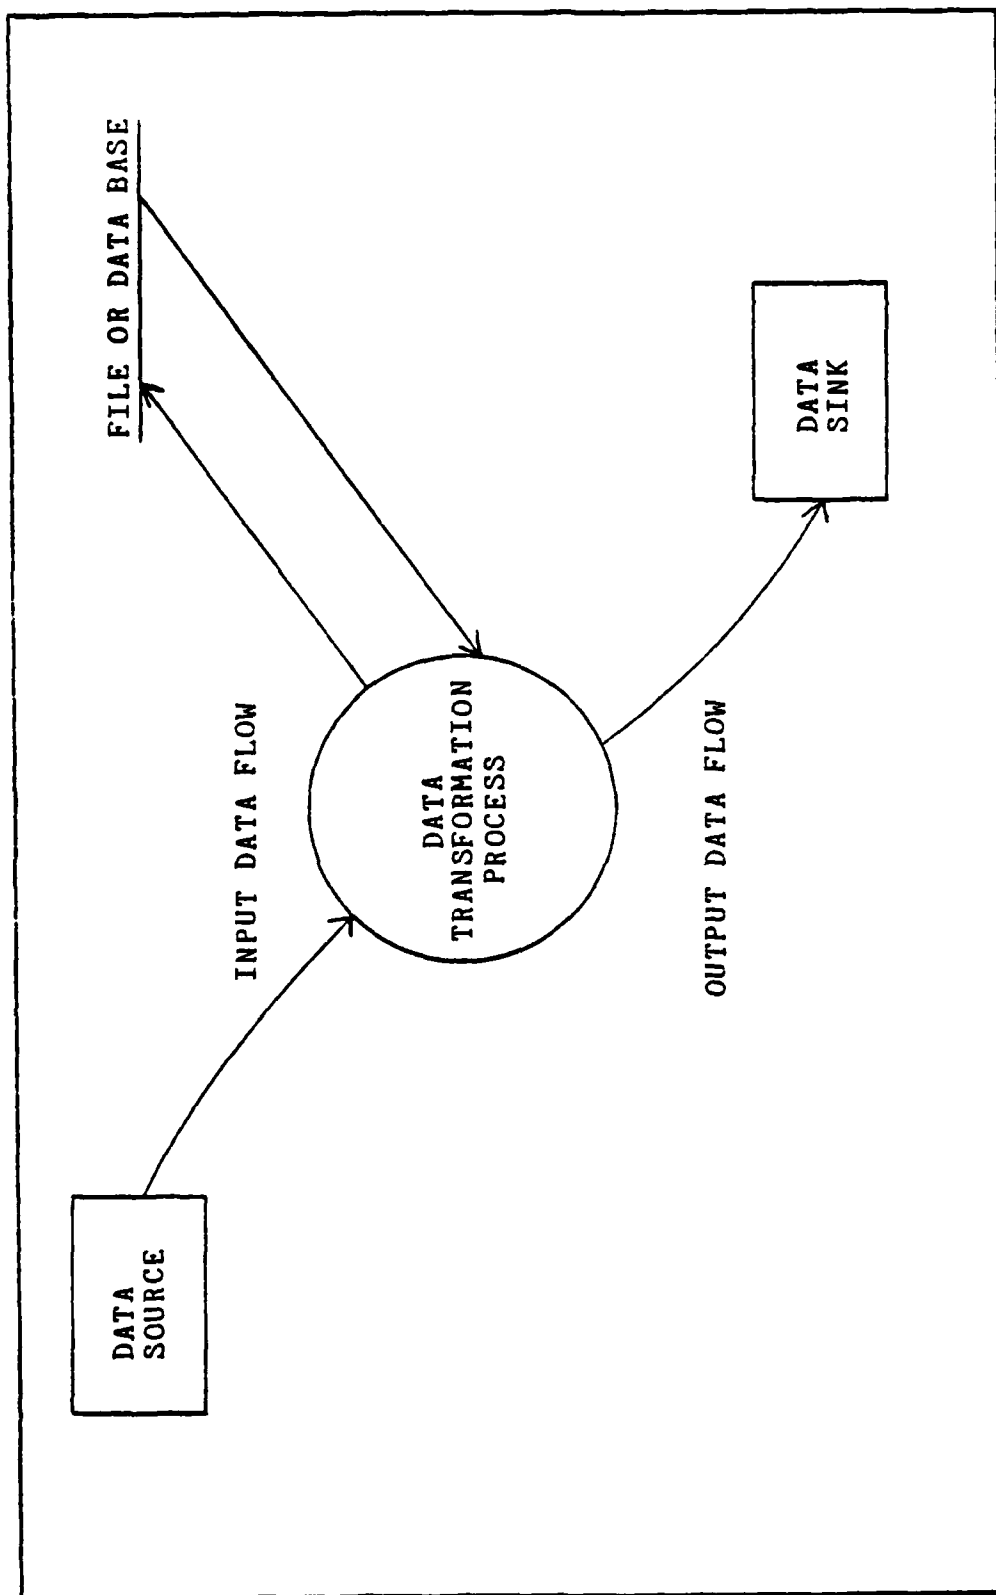 FILE OR DATA BASE
INPUT DATA FLOW
DATA
SOURCE
DATA
TRANSFORMATION
PROCESS
OUTPUT DATA FLOW
DATA
SINK